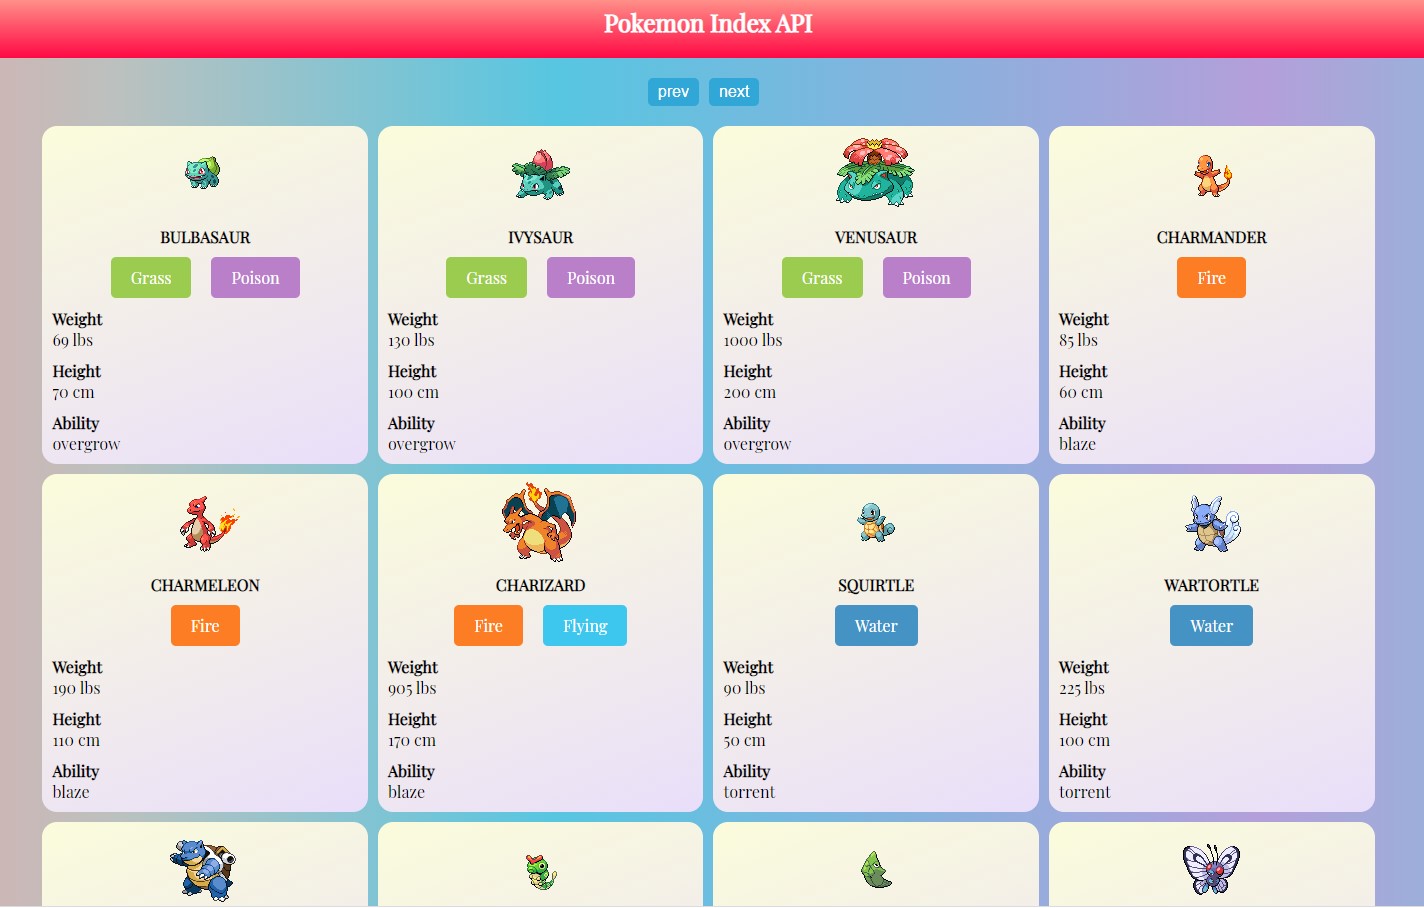 Pokemon Index API
prev next
BULBASAUR
Grass Poison
Weight
69 lbs
Height
70 cm
Ability
overgrow
IVYSAUR
Grass Poison
Weight
130 lbs
Height
100 cm
Ability
overgrow
VENUSAUR
Grass Poison
Weight
1000 lbs
Height
200 cm
Ability
overgrow
CHARMANDER
Fire
Weight
85 lbs
Height
60 cm
Ability
blaze
CHARMELEON
Fire
Weight
190 lbs
Height
110 cm
Ability
blaze
CHARIZARD
Fire Flying
Weight
905 lbs
Height
170 cm
Ability
blaze
SQUIRTLE
Water
Weight
90 lbs
Height
50 cm
Ability
torrent
WARTORTLE
Water
Weight
225 lbs
Height
100 cm
Ability
torrent